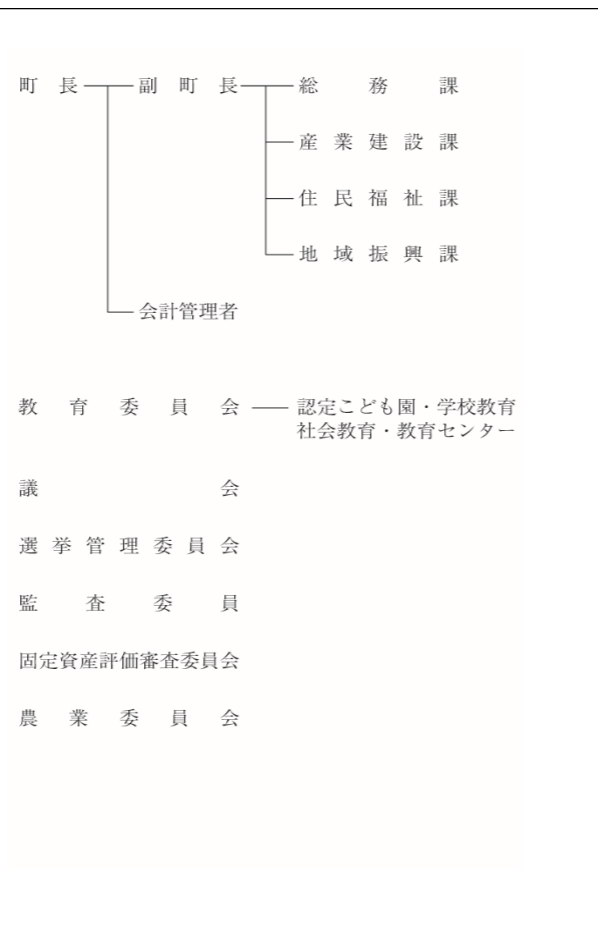 町長 副町長 総務課
産業建設課
住民福祉課
地域振興課
会計管理者
教育委員会 認定こども園・学校教育
社会教育・教育センター
議会
選挙管理委員会
監査委員
固定資産評価審査委員会
農業委員会